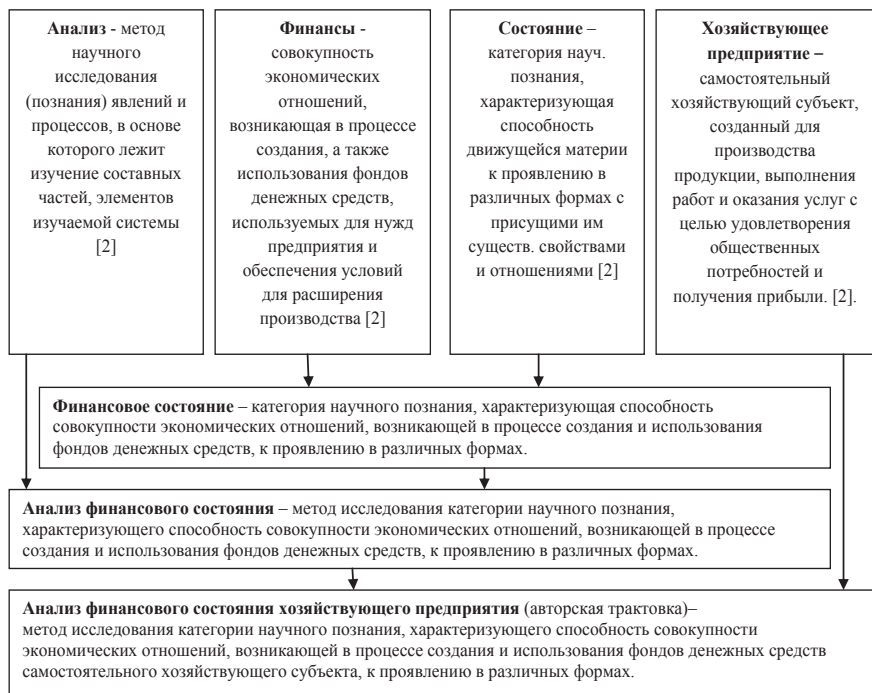 Анализ - метод
научного
исследования
(познания) явлений и
процессов, в основе
которого лежит
изучение составных
частей, элементов
изучаемой системы
[2]
Финансы -
совокупность
экономических
отношений,
возникающая в процессе
создания, а также
использования фондов
денежных средств,
используемых для нужд
предприятия и
обеспечения условий
для расширения
производства [2]
Состояние –
категория науч.
познания,
характеризующая
способность
движущейся материи
к проявлению в
различных формах с
присущими им
существ. свойствами
и отношениями [2]
Хозяйствующее
предприятие –
самостоятельный
хозяйствующий субъект,
созданный для
производства
продукции, выполнения
работ и оказания услуг с
целью удовлетворения
общественных
потребностей и
получения прибыли. [2].
Финансовое состояние – категория научного познания, характеризующая способность
совокупности экономических отношений, возникающей в процессе создания и использования
фондов денежных средств, к проявлению в различных формах.
Анализ финансового состояния – метод исследования категории научного познания,
характеризующего способность совокупности экономических отношений, возникающей в процессе
создания и использования фондов денежных средств, к проявлению в различных формах.
Анализ финансового состояния хозяйствующего предприятия (авторская трактовка)–
метод исследования категории научного познания, характеризующего способность совокупности
экономических отношений, возникающей в процессе создания и использования фондов денежных средств
самостоятельного хозяйствующего субъекта, к проявлению в различных формах.